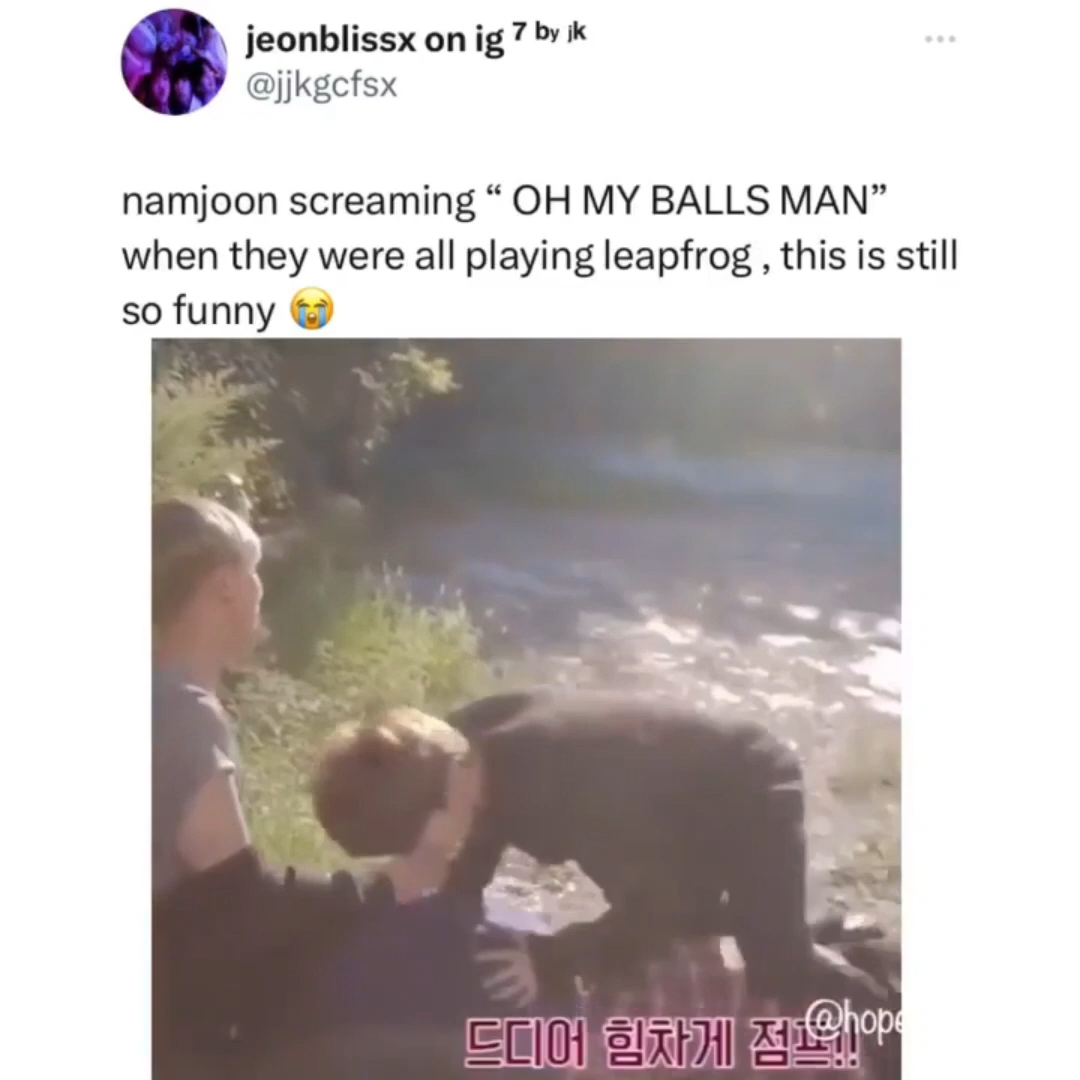 jeonblissx on ig ⁷ ᵇʸ ʲᵏ
@jjkgcfsx
namjoon screaming “ OH MY BALLS MAN”
when they were all playing leapfrog , this is still
so funny 😭
@hope
드디어 힘차게 점프!!